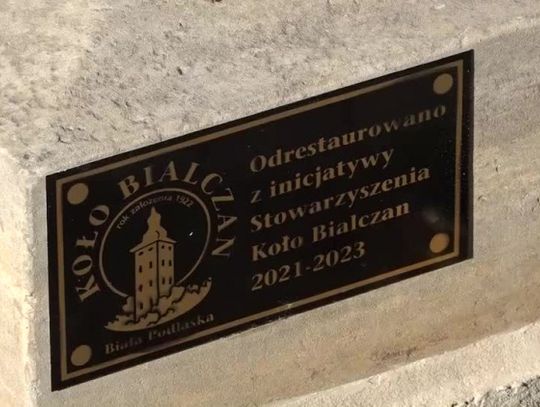 KOŁO BIALCZAN
rok założenia 1922
Biała Podlaska
Odrestaurowano
z inicjatywy
Stowarzyszenia
Koło Bialczan
2021-2023